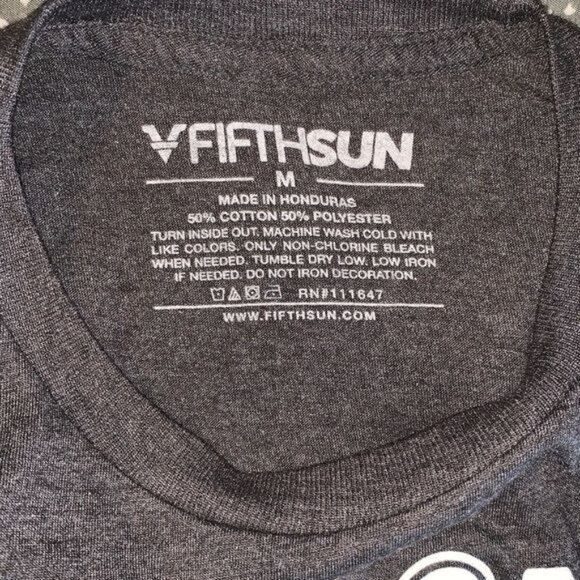 FIFTHSUN
M
MADE IN HONDURAS
50% COTTON 50% POLYESTER
TURN INSIDE OUT. MACHINE WASH COLD WITH
LIKE COLORS. ONLY NON-CHLORINE BLEACH
WHEN NEEDED. TUMBLE DRY LOW. LOW IRON
IF NEEDED. DO NOT IRON DECORATION.
RN#111647
WWW.FIFTHSUN.COM